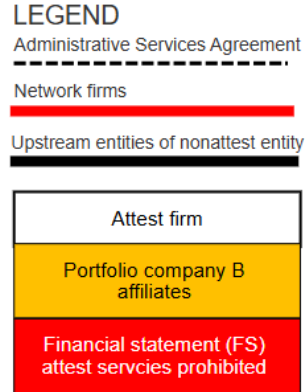 LEGEND
Administrative Services Agreement
Network firms
Upstream entities of nonattest entity
Attest firm
Portfolio company B
affiliates
Financial statement (FS)
attest servcies prohibited